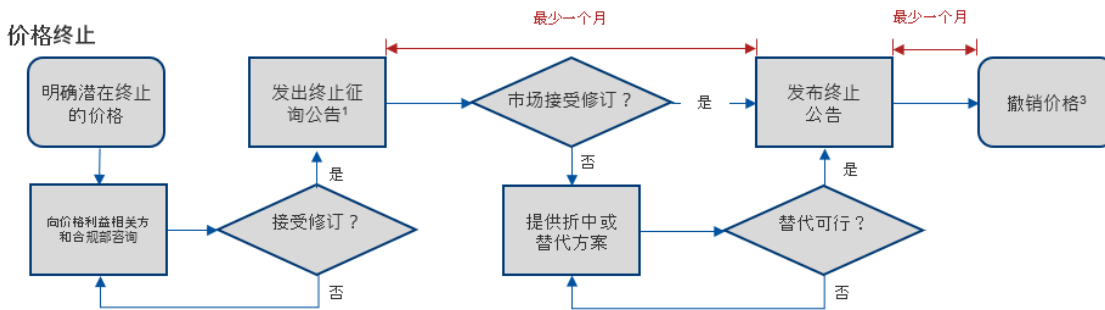 价格终止
最少一个月
最少一个月
明确潜在终止
的价格
发出终止征
询公告1
市场接受修订？
是
发布终止
公告
撤销价格3
是
否
是
向价格利益相关方
和合规部咨询
接受修订？
提供折中或
替代方案
替代可行？
否
否